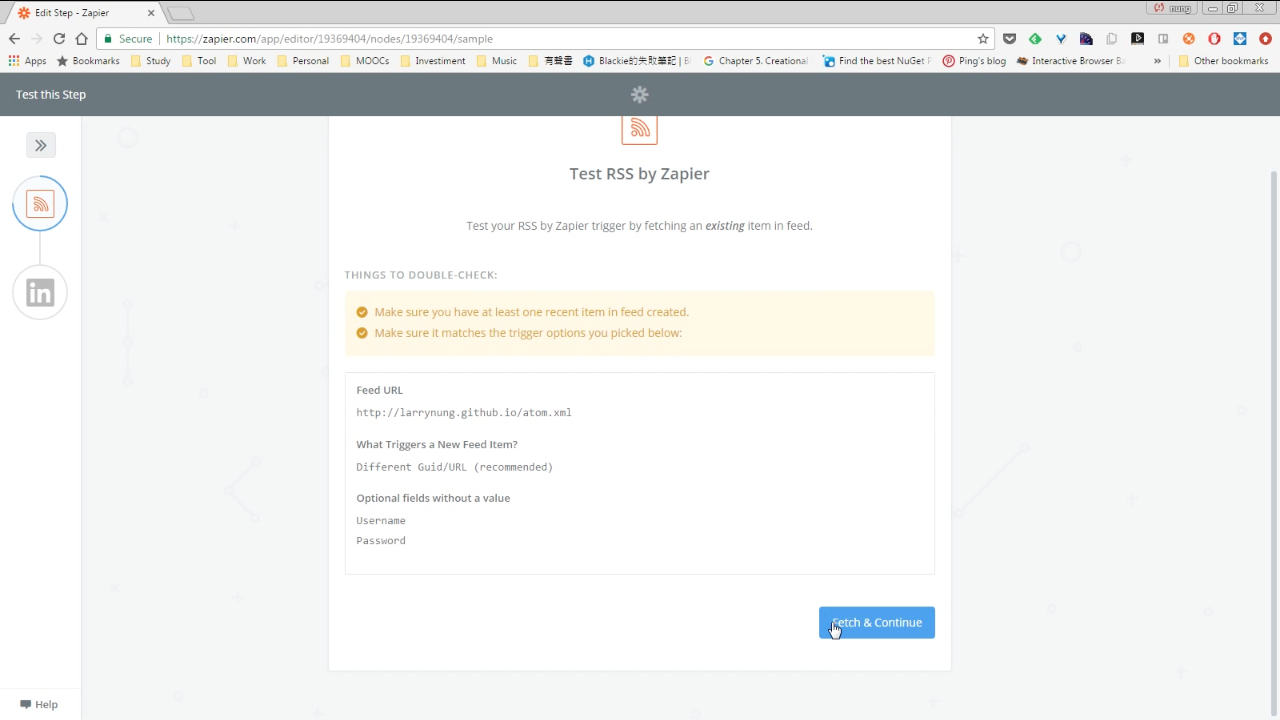 Edit Step - Zapier
nung
Secure
https://zapier.com/app/editor/19369404/nodes/19369404/sample
Apps
Bookmarks
Study
Tool
Work
Personal
MOOCs
Investiment
Music
有聲書
Blackie的失敗筆記 |
Chapter 5. Creational
Find the best NuGet
Ping's blog
Interactive Browser
Other bookmarks
Test this Step
Test RSS by Zapier
Test your RSS by Zapier trigger by fetching an existing item in feed.
THINGS TO DOUBLE-CHECK:
Make sure you have at least one recent item in feed created.
Make sure it matches the trigger options you picked below:
Feed URL
http://larrynung.github.io/atom.xml
What Triggers a New Feed Item?
Different Guid/URL (recommended)
Optional fields without a value
Username
Password
Fetch & Continue
in
Help